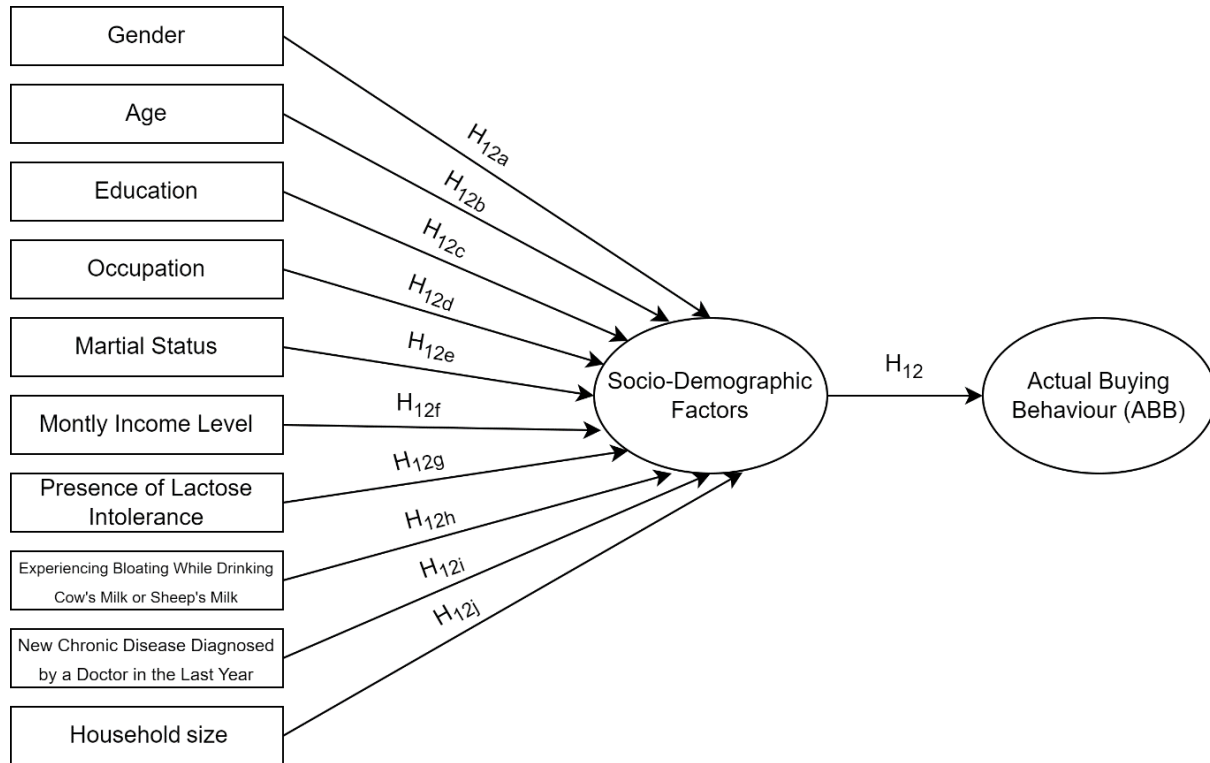 Gender
Age
Education
Occupation
Martial Status
Montly Income Level
Presence of Lactose
Intolerance
Experiencing Bloating While Drinking
Cow's Milk or Sheep's Milk
New Chronic Disease Diagnosed
by a Doctor in the Last Year
Household size
H12a
H12b
H12c
H12d
H12e
H12f
H12g
H12h
H12i
H12j
Socio-Demographic
Factors
H12
Actual Buying
Behaviour (ABB)